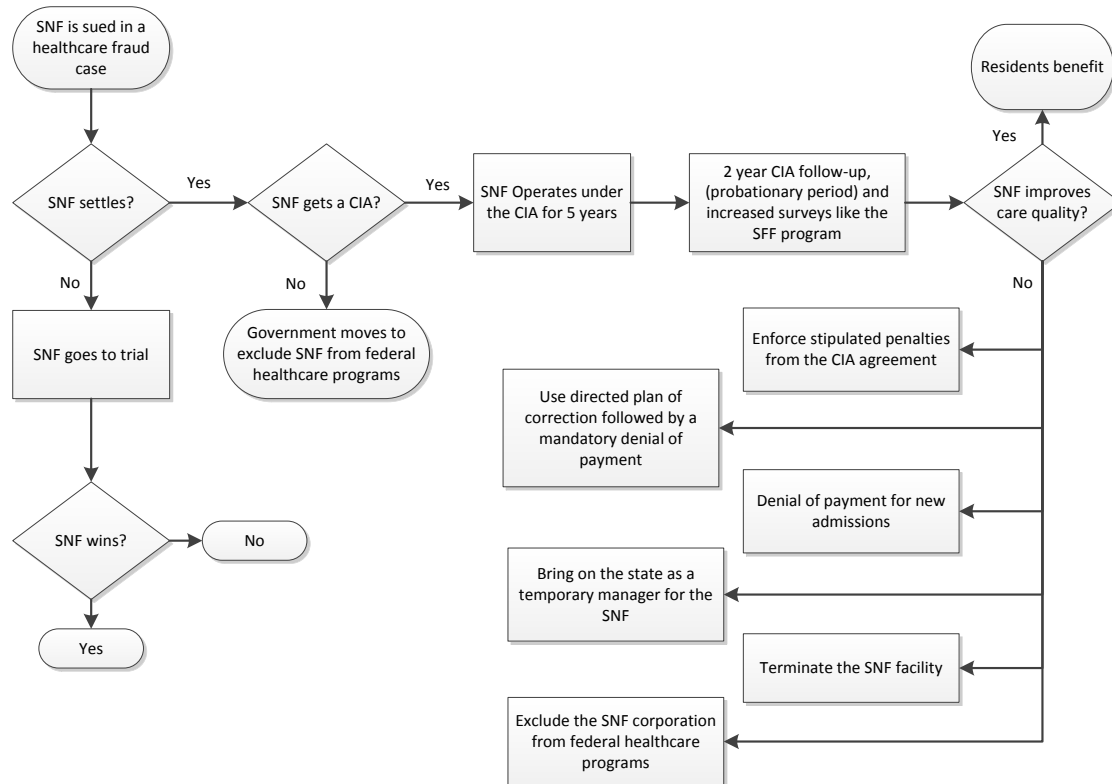 SNF is sued in a
healthcare fraud
case
SNF settles?
Yes
No
SNF gets a CIA?
Yes
No
SNF Operates under
the CIA for 5 years
2 year CIA follow-up,
(probationary period) and
increased surveys like the
SFF program
SNF improves
care quality?
Yes
Residents benefit
No
SNF goes to trial
Government moves to
exclude SNF from federal
healthcare programs
SNF wins?
No
Yes
Enforce stipulated penalties
from the CIA agreement
Use directed plan of
correction followed by a
mandatory denial of
payment
Denial of payment for new
admissions
Bring on the state as a
temporary manager for the
SNF
Terminate the SNF facility
Exclude the SNF corporation
from federal healthcare
programs